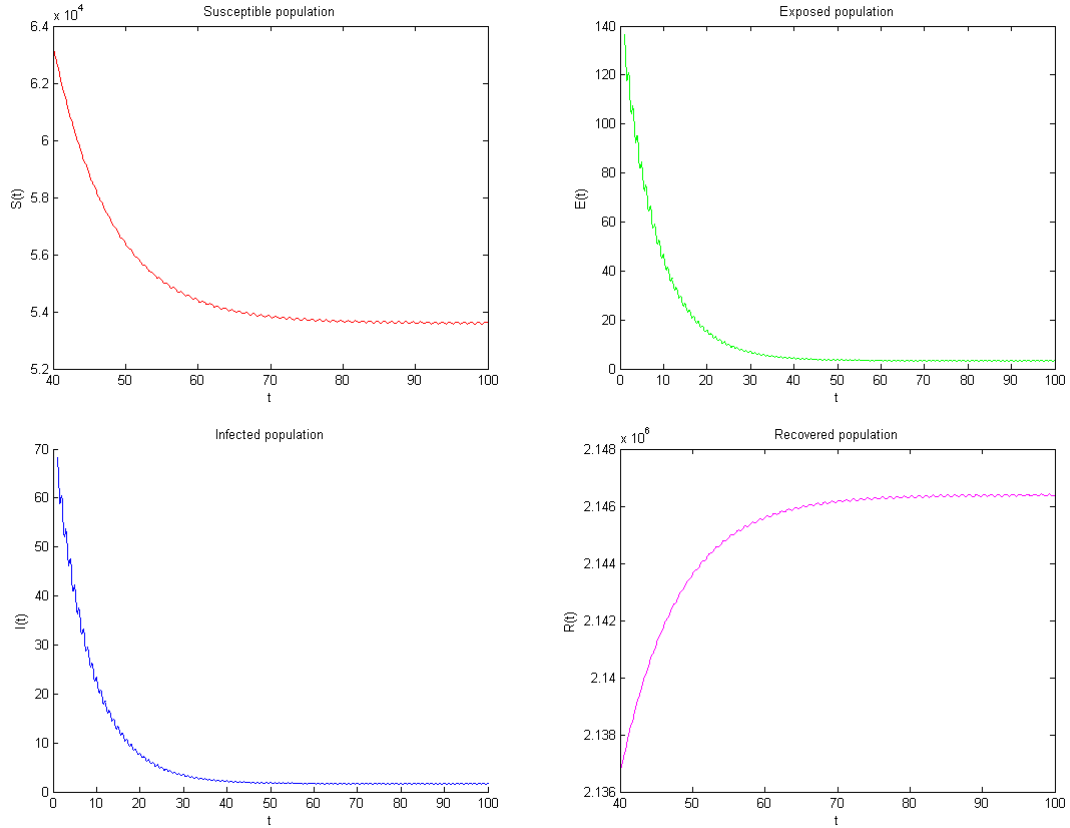 Susceptible population
x 10^4
6.4
6.2
6
5.8
5.6
5.4
5.2
S(t)
40 50 60 70 80 90 100
t
Exposed population
140
120
100
80
60
40
20
0
E(t)
0 10 20 30 40 50 60 70 80 90 100
t
Infected population
70
60
50
40
30
20
10
0
I(t)
0 10 20 30 40 50 60 70 80 90 100
t
Recovered population
x 10^6
2.148
2.146
2.144
2.142
2.14
2.138
2.136
R(t)
40 50 60 70 80 90 100
t